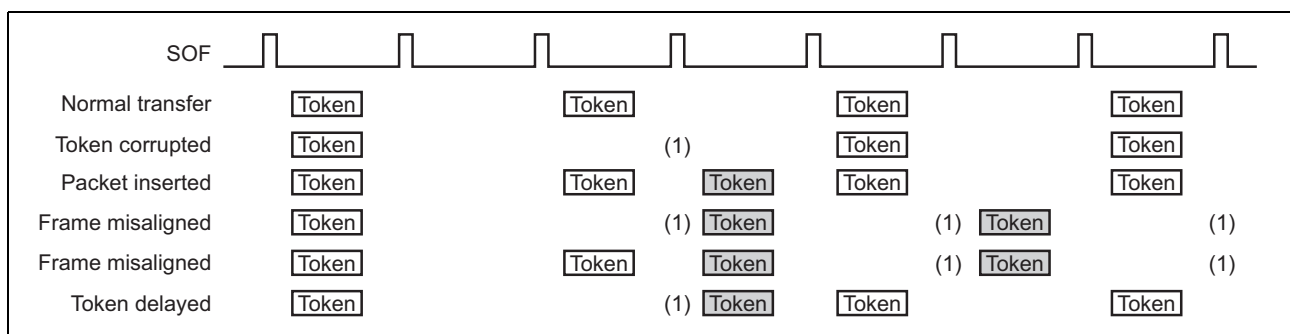 SOF
Normal transfer Token Token Token Token
Token corrupted Token (1) Token Token
Packet inserted Token Token Token Token Token
Frame misaligned Token (1) Token (1) Token (1)
Frame misaligned Token Token Token (1) Token (1)
Token delayed Token (1) Token Token Token